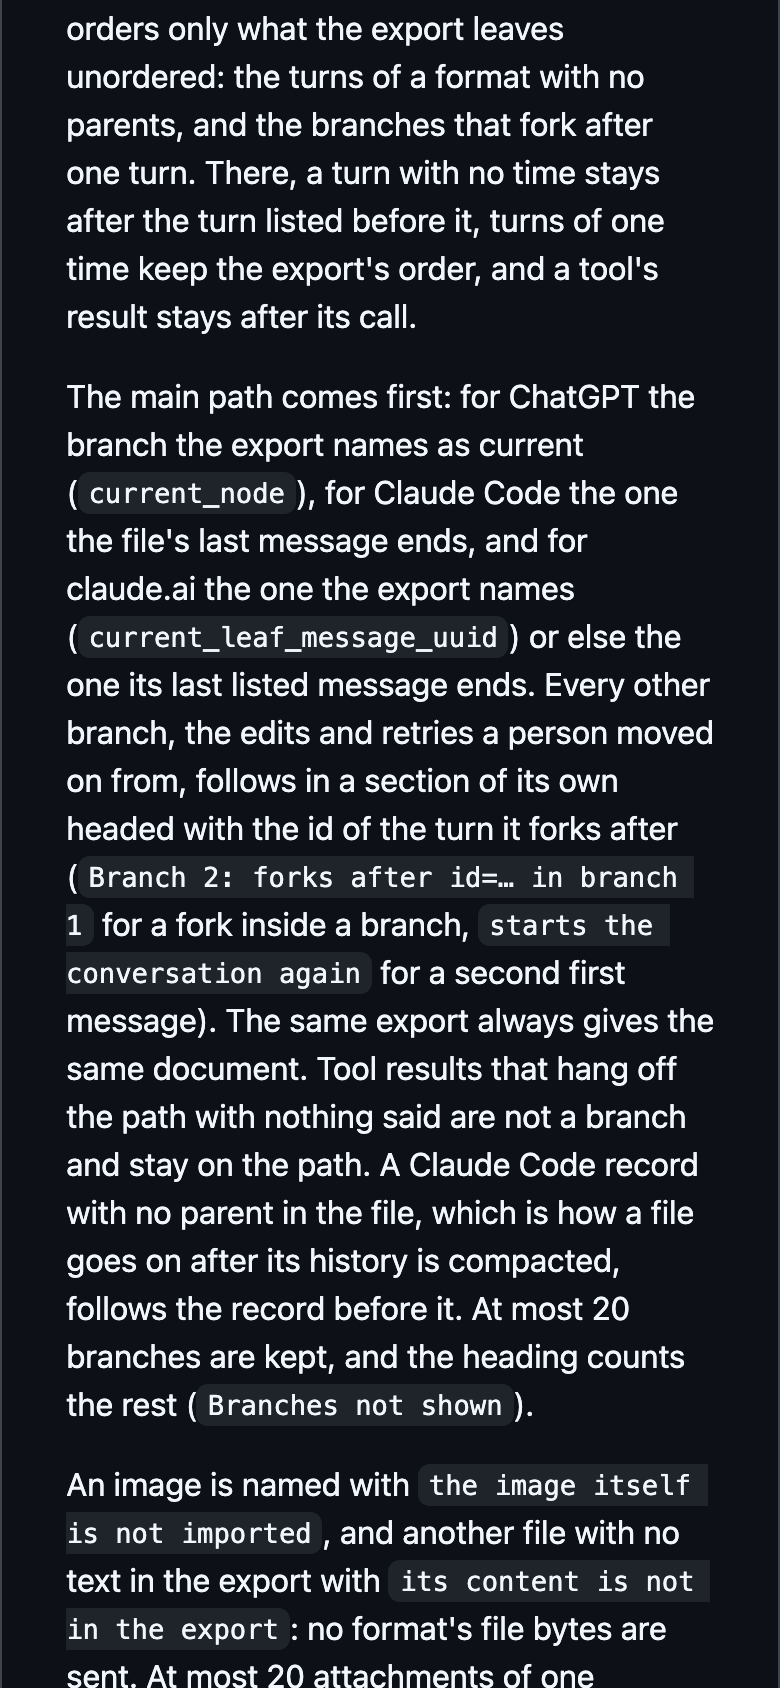 orders only what the export leaves
unordered: the turns of a format with no
parents, and the branches that fork after
one turn. There, a turn with no time stays
after the turn listed before it, turns of one
time keep the export's order, and a tool's
result stays after its call.
The main path comes first: for ChatGPT the
branch the export names as current
(current_node), for Claude Code the one
the file's last message ends, and for
claude.ai the one the export names
(current_leaf_message_uuid) or else the
one its last listed message ends. Every other
branch, the edits and retries a person moved
on from, follows in a section of its own
headed with the id of the turn it forks after
(Branch 2: forks after id=… in branch
1 for a fork inside a branch, starts the
conversation again for a second first
message). The same export always gives the
same document. Tool results that hang off
the path with nothing said are not a branch
and stay on the path. A Claude Code record
with no parent in the file, which is how a file
goes on after its history is compacted,
follows the record before it. At most 20
branches are kept, and the heading counts
the rest (Branches not shown).
An image is named with the image itself
is not imported, and another file with no
text in the export with its content is not
in the export: no format's file bytes are
sent. At most 20 attachments of one